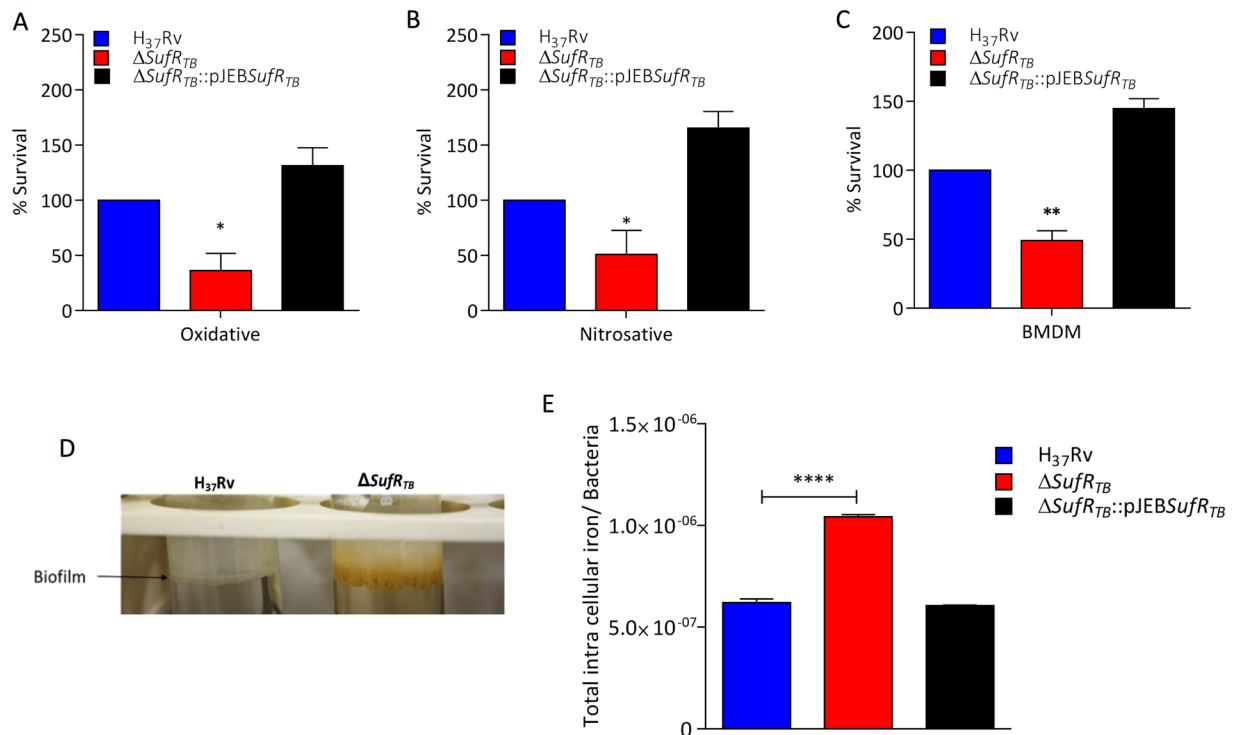 A
250
200
150
100
50
0
% Survival
H37Rv
ΔSufRTB
ΔSufRTB::pJEBSufRTB
*
Oxidative
B
250
200
150
100
50
0
% Survival
H37Rv
ΔSufRTB
ΔSufRTB::pJEBSufRTB
*
Nitrosative
C
200
150
100
50
0
% Survival
H37Rv
ΔSufRTB
ΔSufRTB::pJEBSufRTB
**
BMDM
D
H37Rv
ΔSufRTB
Biofilm
E
1.5× 10-06
1.0× 10-06
5.0× 10-07
0
Total intra cellular iron/ Bacteria
****
H37Rv
ΔSufRTB
ΔSufRTB::pJEBSufRTB